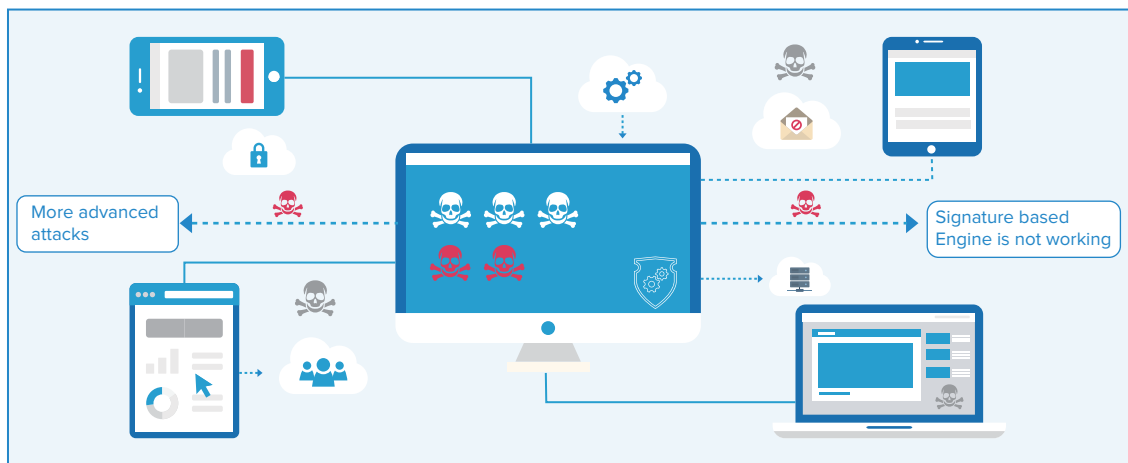 More advanced
attacks
Signature based
Engine is not working